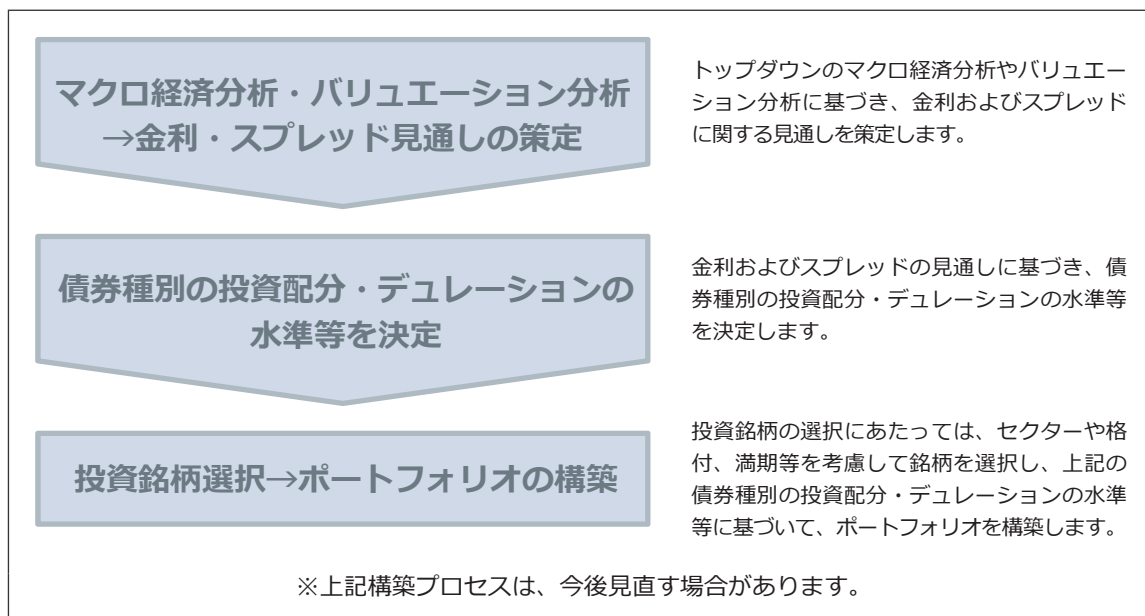 マクロ経済分析・バリュエーション分析
→金利・スプレッド見通しの策定
トップダウンのマクロ経済分析やバリュエー
ション分析に基づき、金利およびスプレッド
に関する見通しを策定します。
債券種別の投資配分・デュレーションの
水準等を決定
金利およびスプレッドの見通しに基づき、債
券種別の投資配分・デュレーションの水準等
を決定します。
投資銘柄選択→ポートフォリオの構築
投資銘柄の選択にあたっては、セクターや格
付、満期等を考慮して銘柄を選択し、上記の
債券種別の投資配分・デュレーションの水準
等に基づいて、ポートフォリオを構築します。
※上記構築プロセスは、今後見直す場合があります。